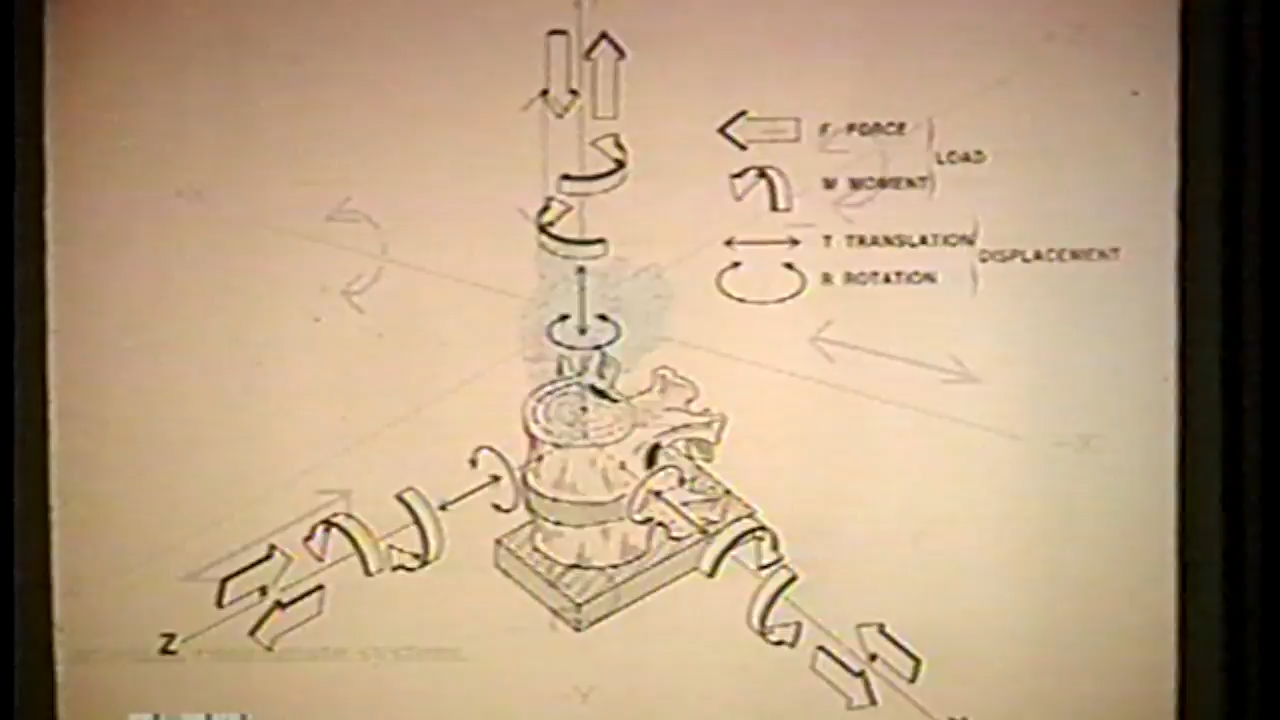 F FORCE
LOAD
M MOMENT
T TRANSLATION
DISPLACEMENT
R ROTATION
Z